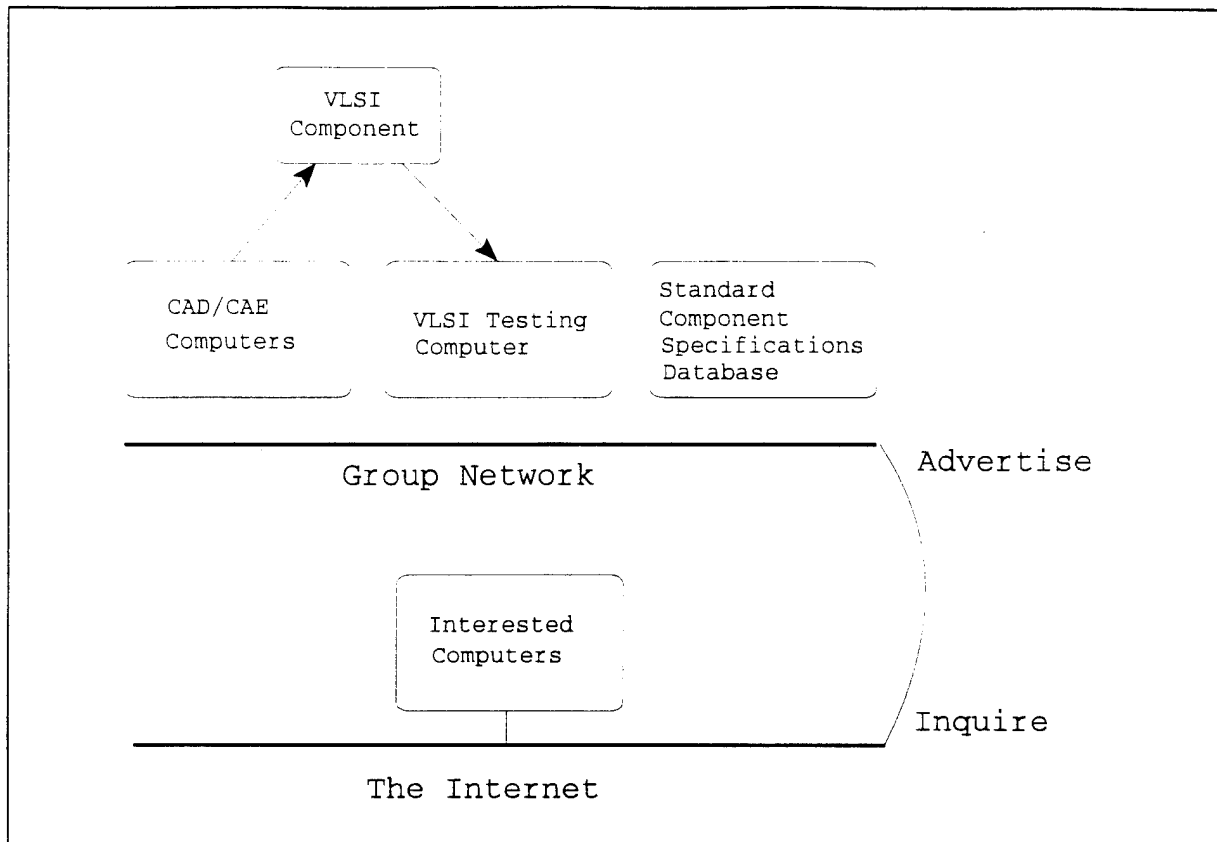 VLSI
Component
CAD/CAE
Computers
VLSI Testing
Computer
Standard
Component
Specifications
Database
Group Network
Advertise
Interested
Computers
Inquire
The Internet